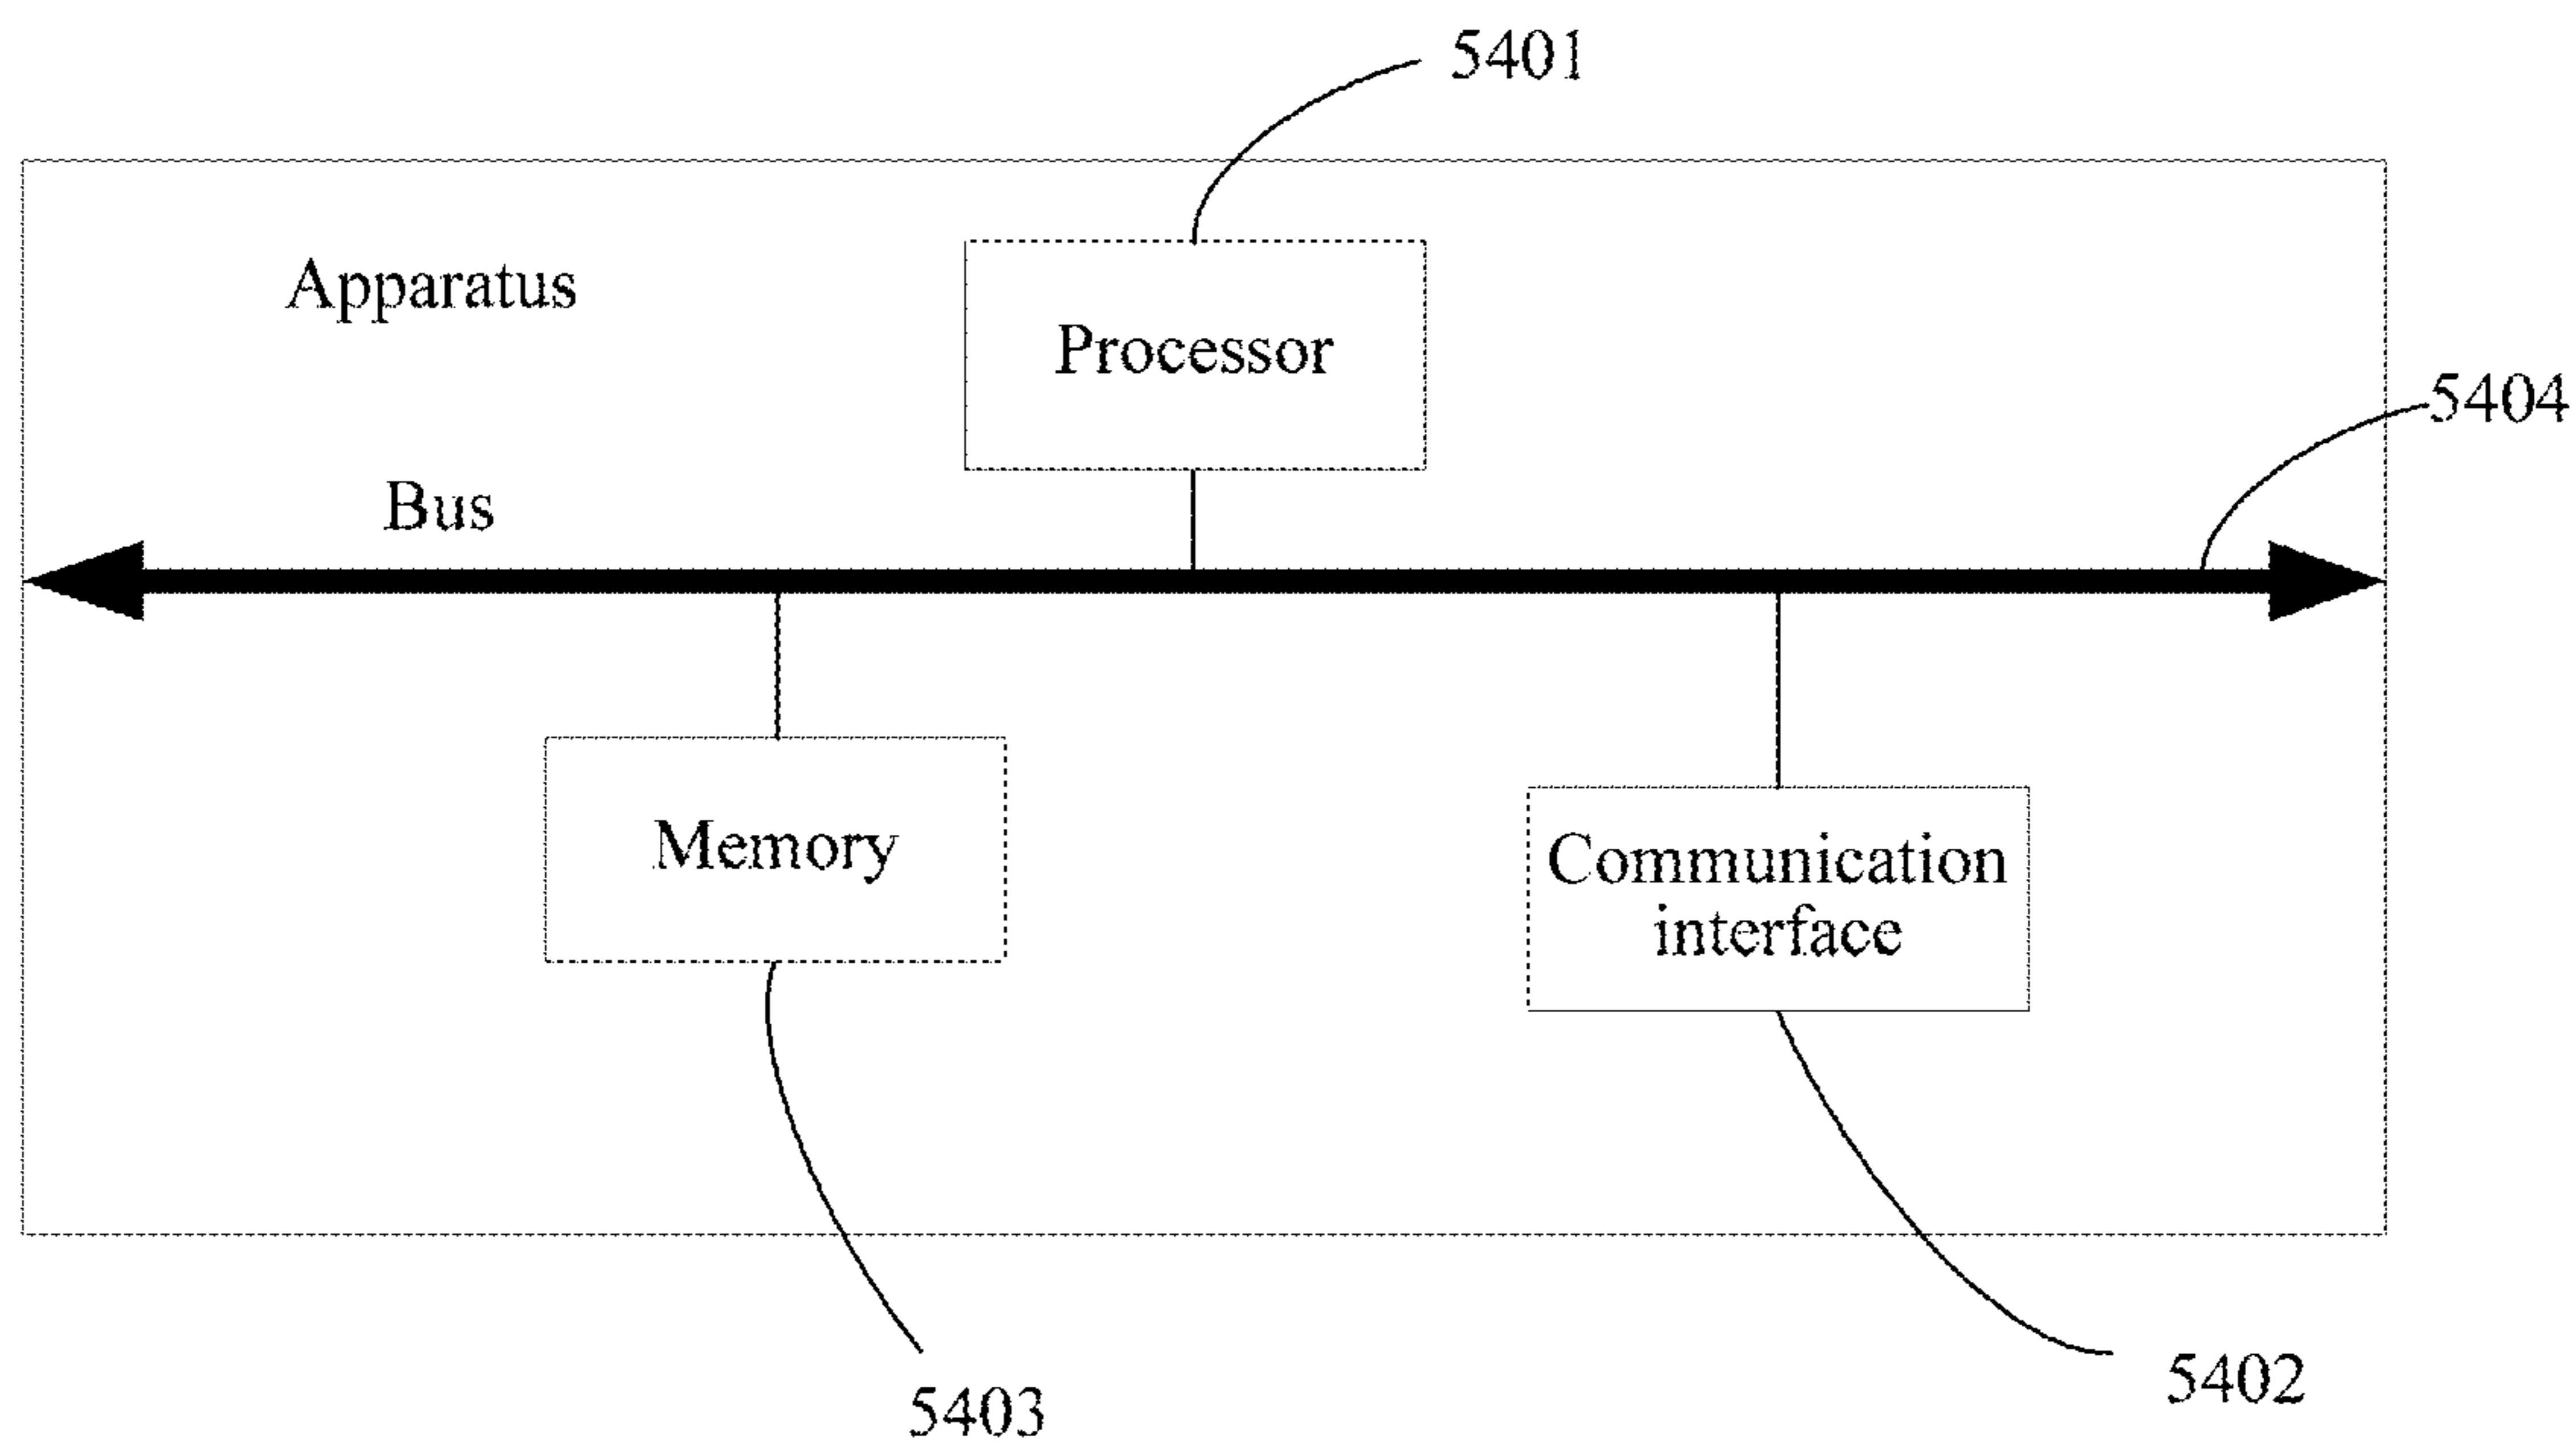 5401
Apparatus
Processor
5404
Bus
Memory
Communication
interface
5402
5403